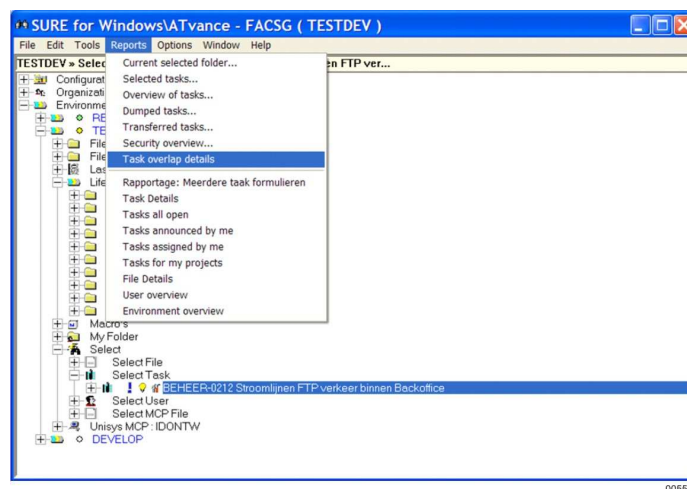 SURE for Windows\ATvance - FACSG ( TESTDEV )
File Edit Tools Reports Options Window Help
TESTDEV » Selec
en FTP ver...
Current selected folder...
Selected tasks...
Overview of tasks...
Dumped tasks...
Transferred tasks...
Security overview...
Task overlap details
Rapportage: Meerdere taak formulieren
Task Details
Tasks all open
Tasks announced by me
Tasks assigned by me
Tasks for my projects
File Details
User overview
Environment overview
Configurat
Organizati
Environme
RE
TE
File
File
Las
Life
Macro's
My Folder
Select
Select File
Select Task
BEHEER-0212 Stroomlijnen FTP verkeer binnen Backoffice
Select User
Select MCP File
Unisys MCP : IDONTW
DEVELOP
0055